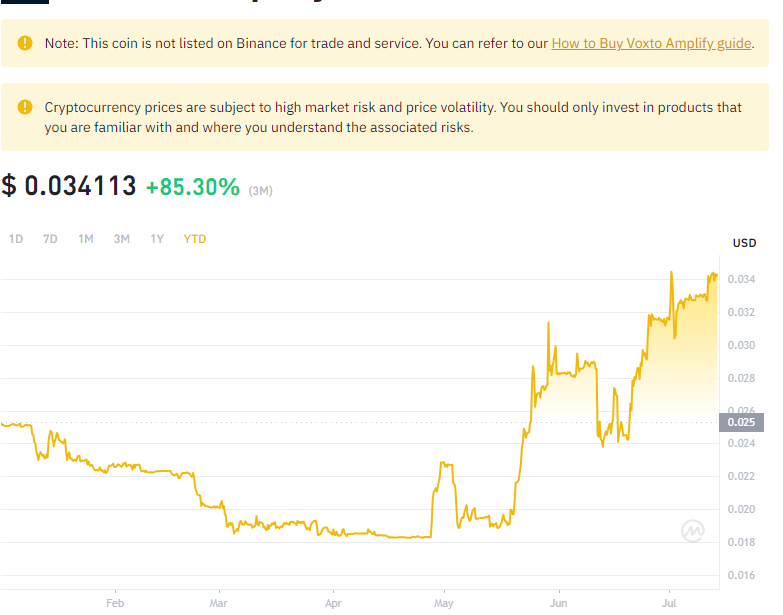 Note: This coin is not listed on Binance for trade and service. You can refer to our How to Buy Voxto Amplify guide.
Cryptocurrency prices are subject to high market risk and price volatility. You should only invest in products that
you are familiar with and where you understand the associated risks.
$ 0.034113 +85.30% (3M)
1D 7D 1M 3M 1Y YTD
USD
0.034
0.032
0.030
0.028
0.026
0.025
0.024
0.022
0.020
0.018
0.016
Feb Mar Apr May Jun Jul